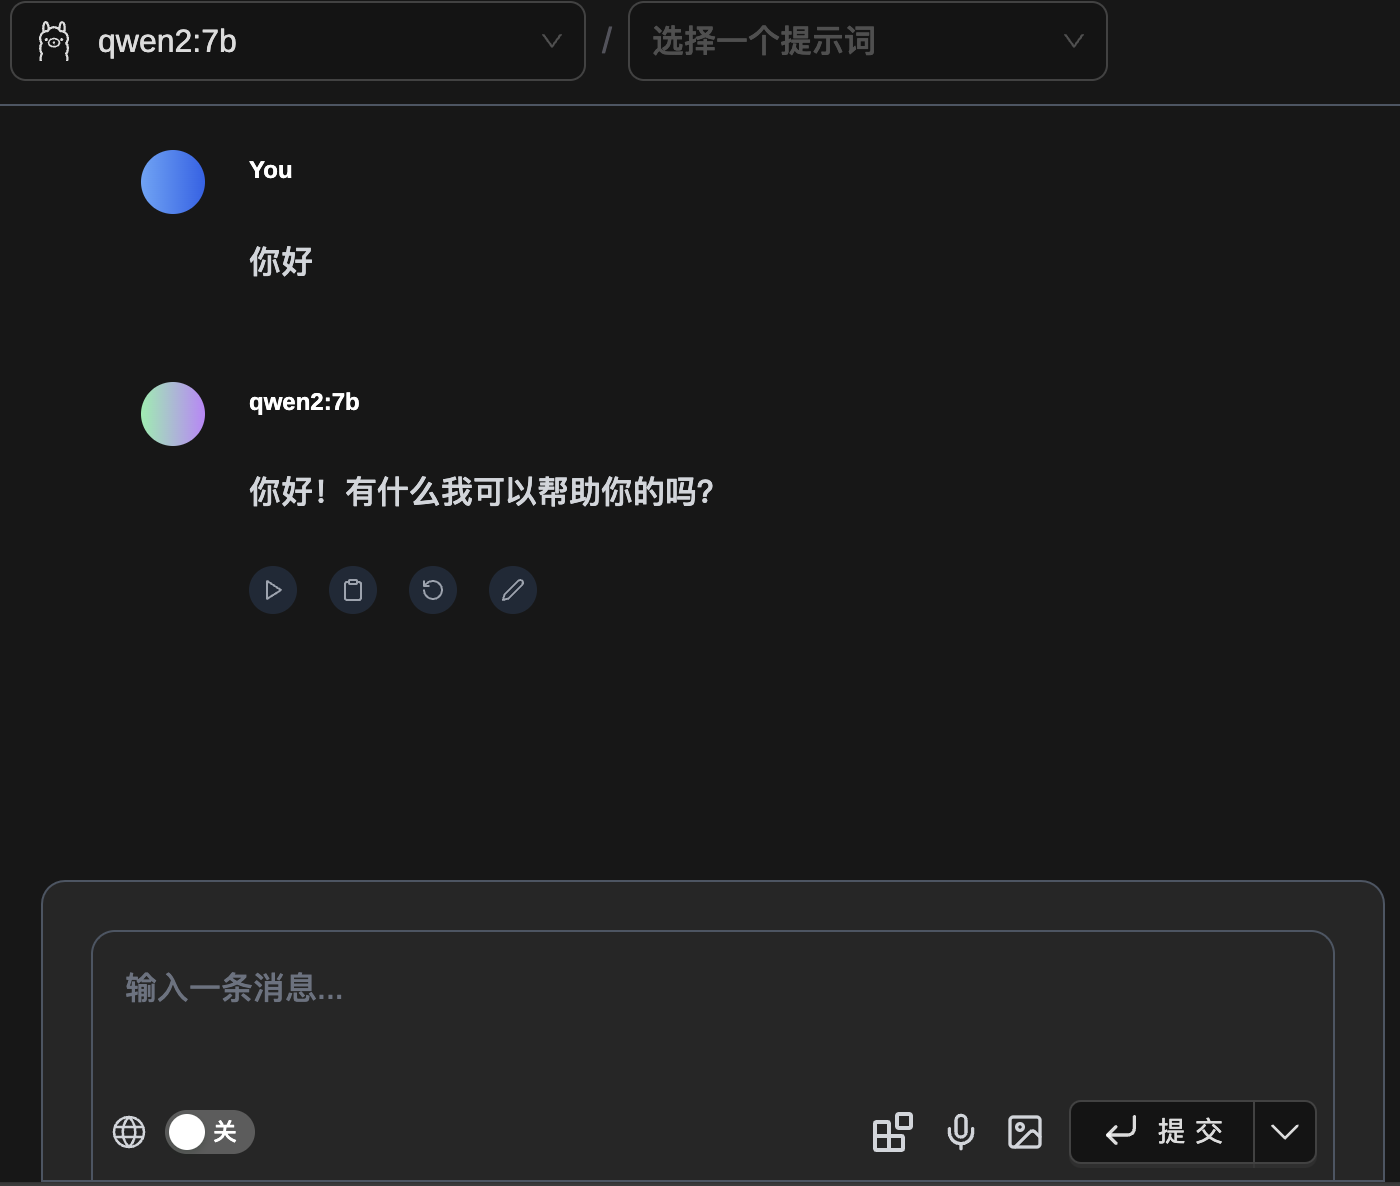 qwen2:7b / 选择一个提示词
You
你好
qwen2:7b
你好！有什么我可以帮助你的吗?
输入一条消息...
关 提 交